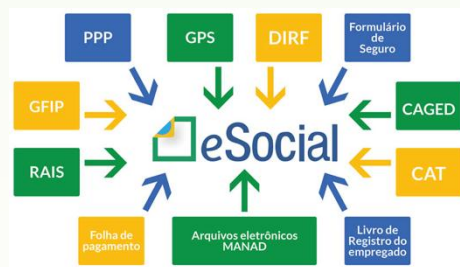 PPP
GPS
DIRF
Formulário
de
Seguro
GFIP
CAGED
eSocial
RAIS
CAT
Folha de
pagamento
Arquivos eletrônicos
MANAD
Livro de
Registro do
empregado